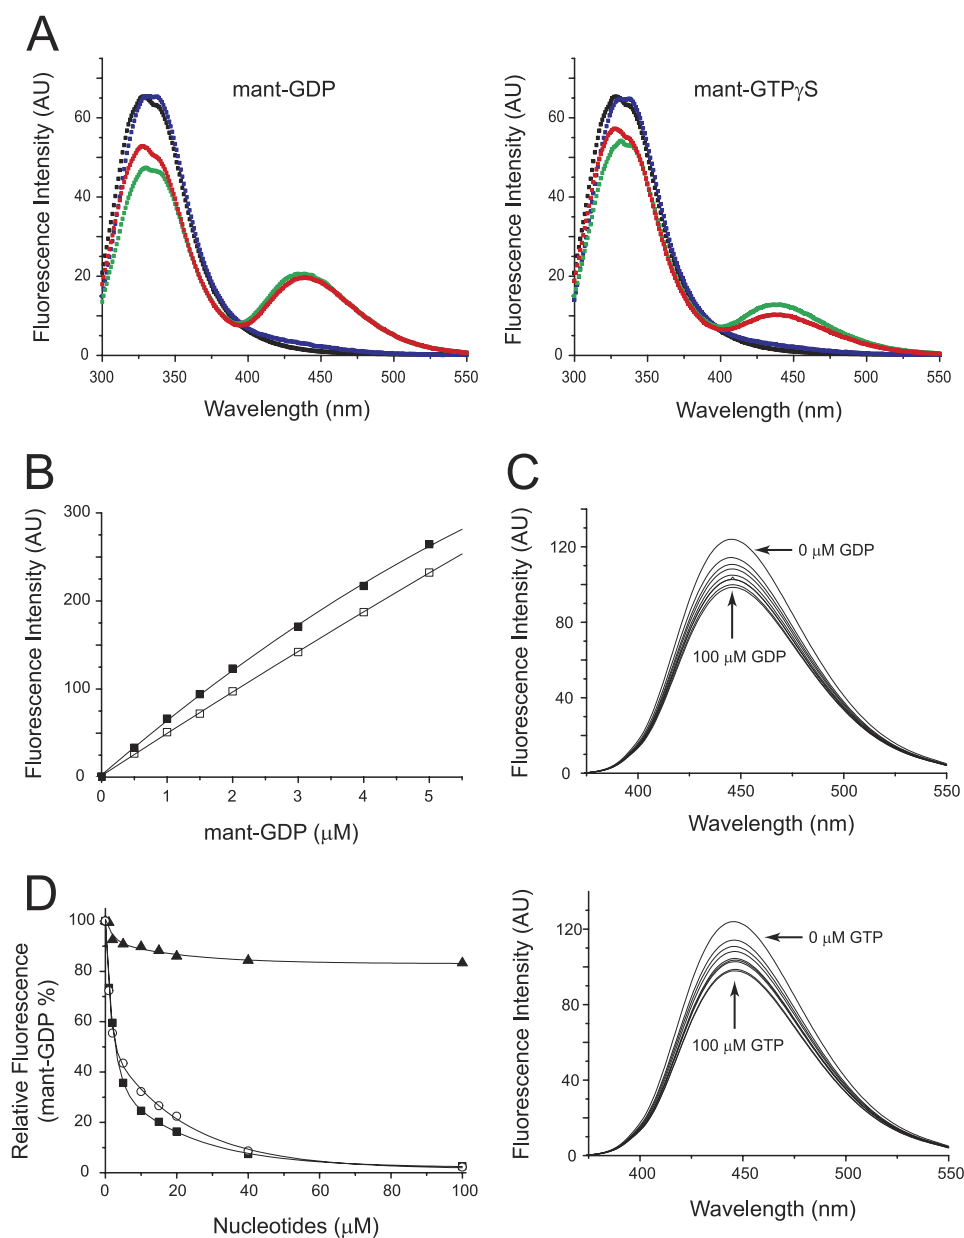 A
mant-GDP
Fluorescence Intensity (AU)
60
40
20
0
300
350
400
450
500
550
Wavelength (nm)
mant-GTPγS
Fluorescence Intensity (AU)
60
40
20
0
300
350
400
450
500
550
Wavelength (nm)
B
Fluorescence Intensity (AU)
300
200
100
0
0
1
2
3
4
5
mant-GDP (μM)
C
Fluorescence Intensity (AU)
120
80
40
0
0 μM GDP
100 μM GDP
400
450
500
550
Wavelength (nm)
D
Relative Fluorescence
(mant-GDP %)
100
80
60
40
20
0
0
20
40
60
80
100
Nucleotides (μM)
Fluorescence Intensity (AU)
120
80
40
0
0 μM GTP
100 μM GTP
400
450
500
550
Wavelength (nm)